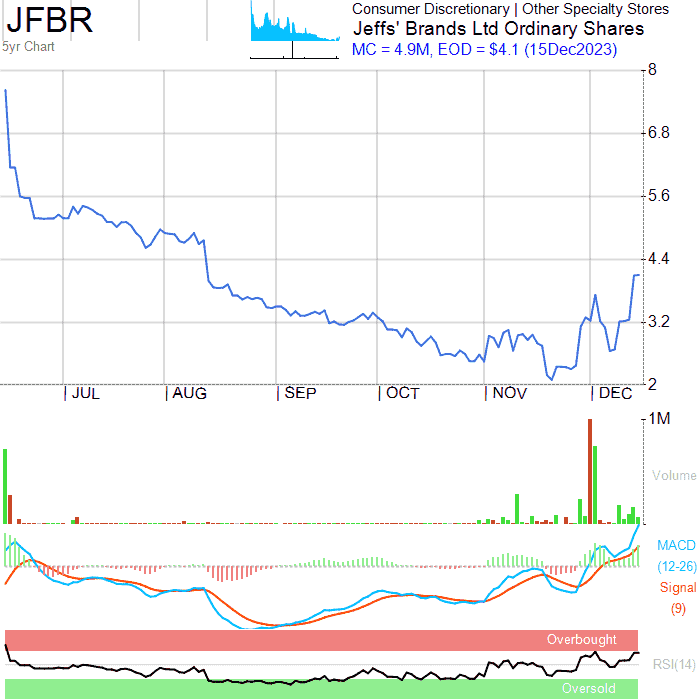 JFBR
5yr Chart
Consumer Discretionary | Other Specialty Stores
Jeffs' Brands Ltd Ordinary Shares
MC = 4.9M, EOD = $4.1 (15Dec2023)
8
6.8
5.6
4.4
3.2
2
JUL
AUG
SEP
OCT
NOV
DEC
1M
Volume
MACD
(12-26)
Signal
(9)
Overbought
RSI(14)
Oversold